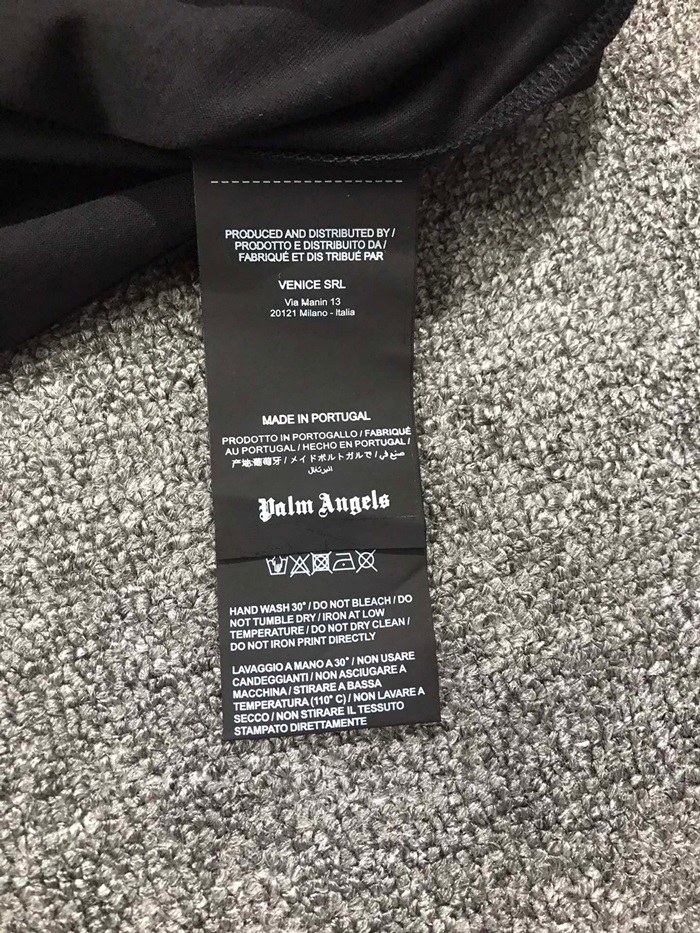 PRODUCED AND DISTRIBUTED BY /
PRODOTTO E DISTRIBUITO DA /
FABRIQUÉ ET DIS TRIBUÉ PAR
VENICE SRL
Via Manin 13
20121 Milano - Italia
MADE IN PORTUGAL
PRODOTTO IN PORTOGALLO / FABRIQUÉ
AU PORTUGAL / HECHO EN PORTUGAL /
产地葡萄牙 / メイドポルトガルで / صنع في
البرتغال
Palm Angels
HAND WASH 30° / DO NOT BLEACH / DO
NOT TUMBLE DRY / IRON AT LOW
TEMPERATURE / DO NOT DRY CLEAN /
DO NOT IRON PRINT DIRECTLY
LAVAGGIO A MANO A 30° / NON USARE
CANDEGGIANTI / NON ASCIUGARE A
MACCHINA / STIRARE A BASSA
TEMPERATURA (110° C) / NON LAVARE A
SECCO / NON STIRARE IL TESSUTO
STAMPATO DIRETTAMENTE